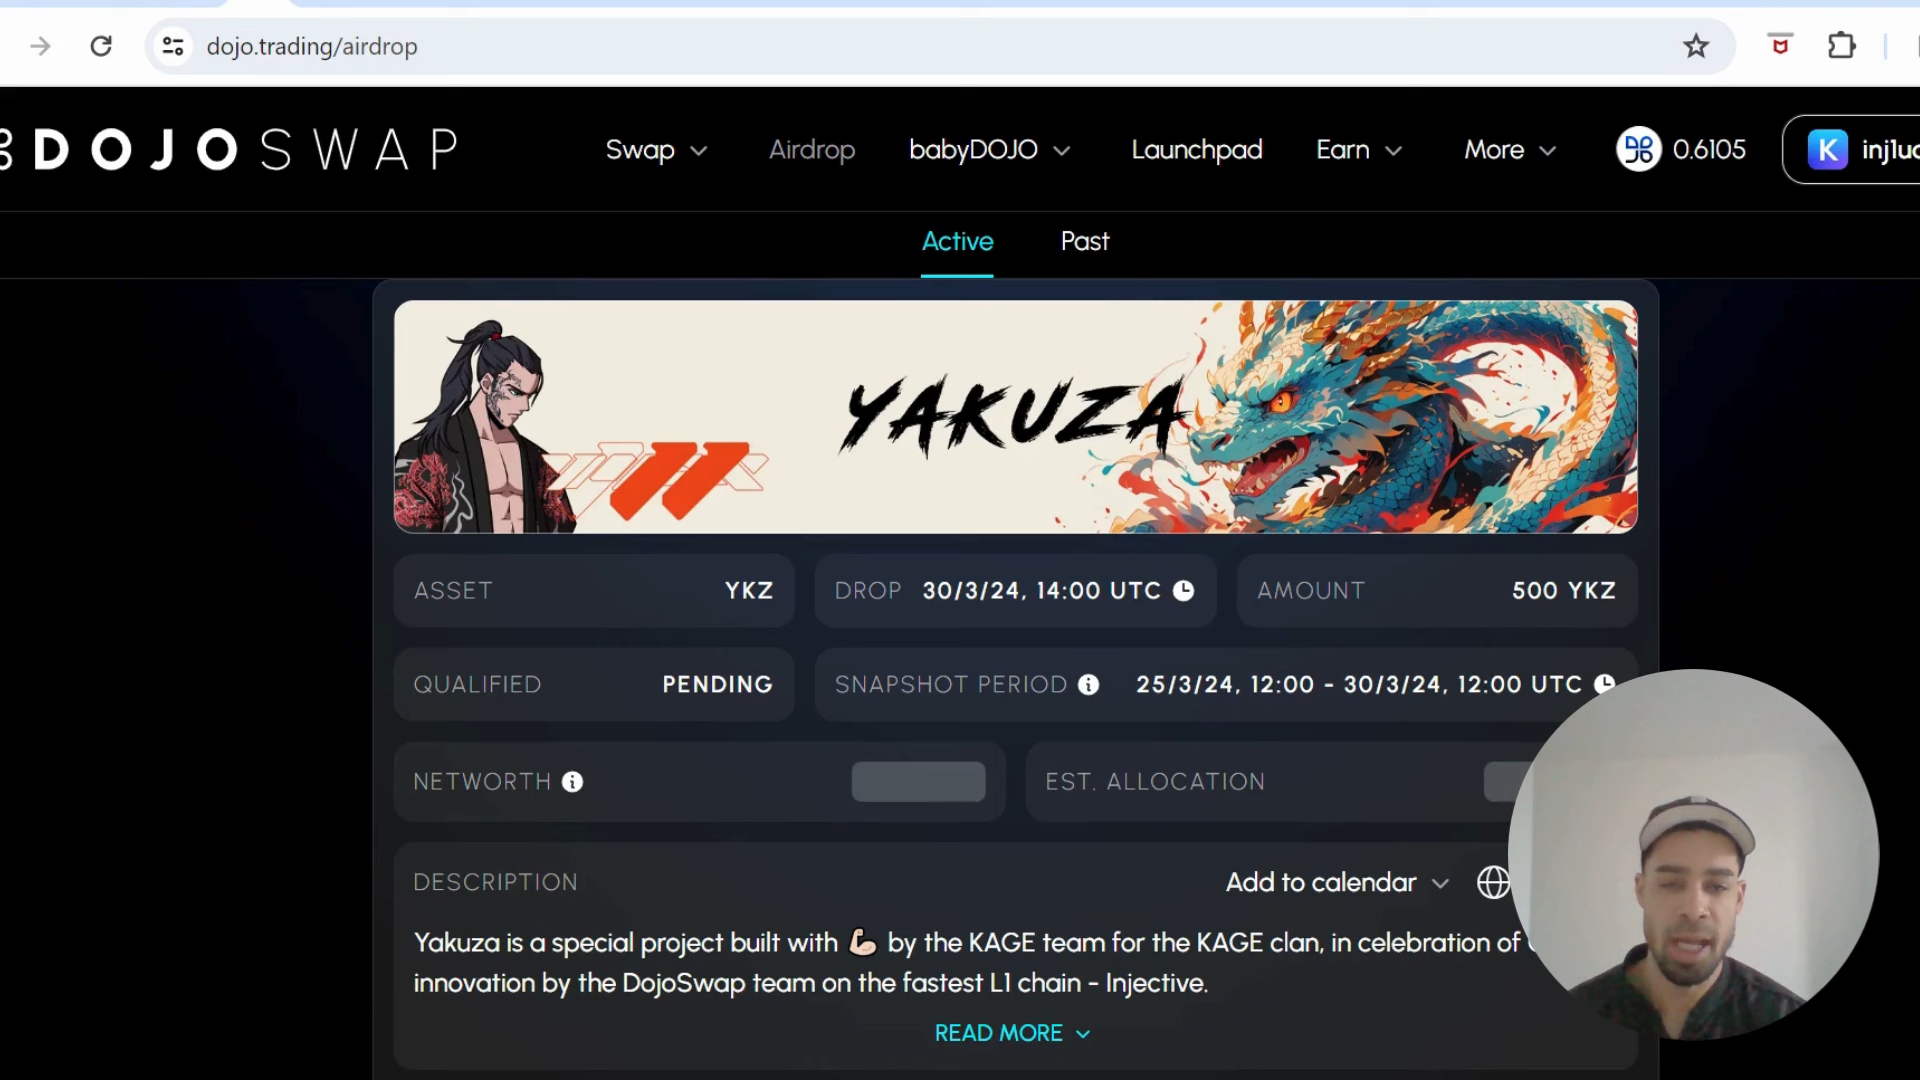 dojo.trading/airdrop
DOJOSWAP
Swap
Airdrop
babyDOJO
Launchpad
Earn
More
0.6105
K
Active
Past
YAKUZA
ASSET YKZ
DROP 30/3/24, 14:00 UTC
AMOUNT 500 YKZ
QUALIFIED PENDING
SNAPSHOT PERIOD 25/3/24, 12:00 - 30/3/24, 12:00 UTC
NETWORTH
EST. ALLOCATION
DESCRIPTION
Add to calendar
Yakuza is a special project built with 💪🏻 by the KAGE team for the KAGE clan, in celebration of
innovation by the DojoSwap team on the fastest L1 chain - Injective.
READ MORE